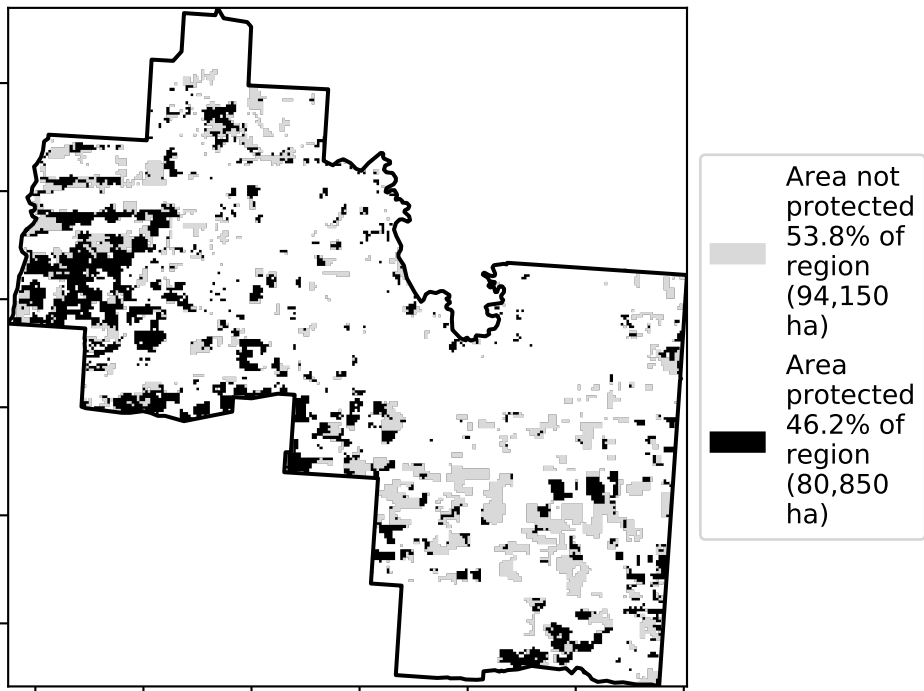 Area not
protected
53.8% of
region
(94,150
ha)
Area
protected
46.2% of
region
(80,850
ha)